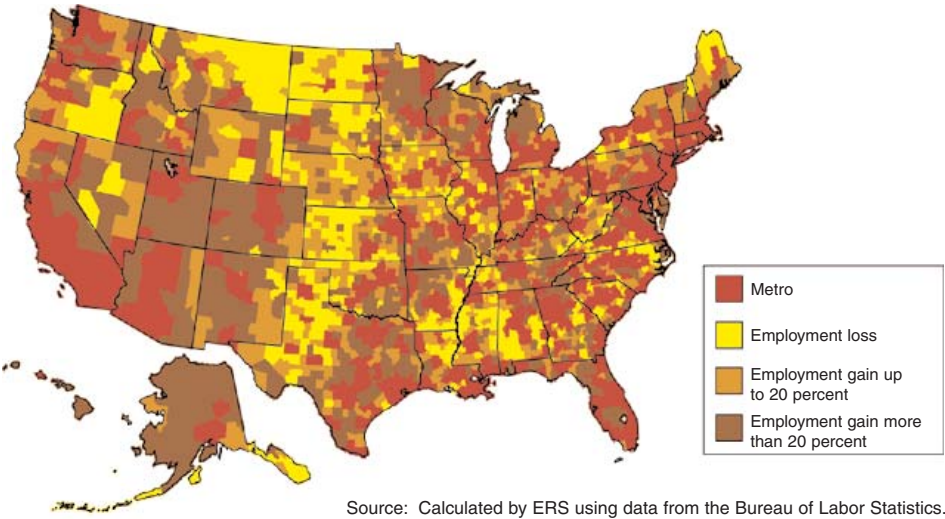 Metro
Employment loss
Employment gain up
to 20 percent
Employment gain more
than 20 percent
Source: Calculated by ERS using data from the Bureau of Labor Statistics.